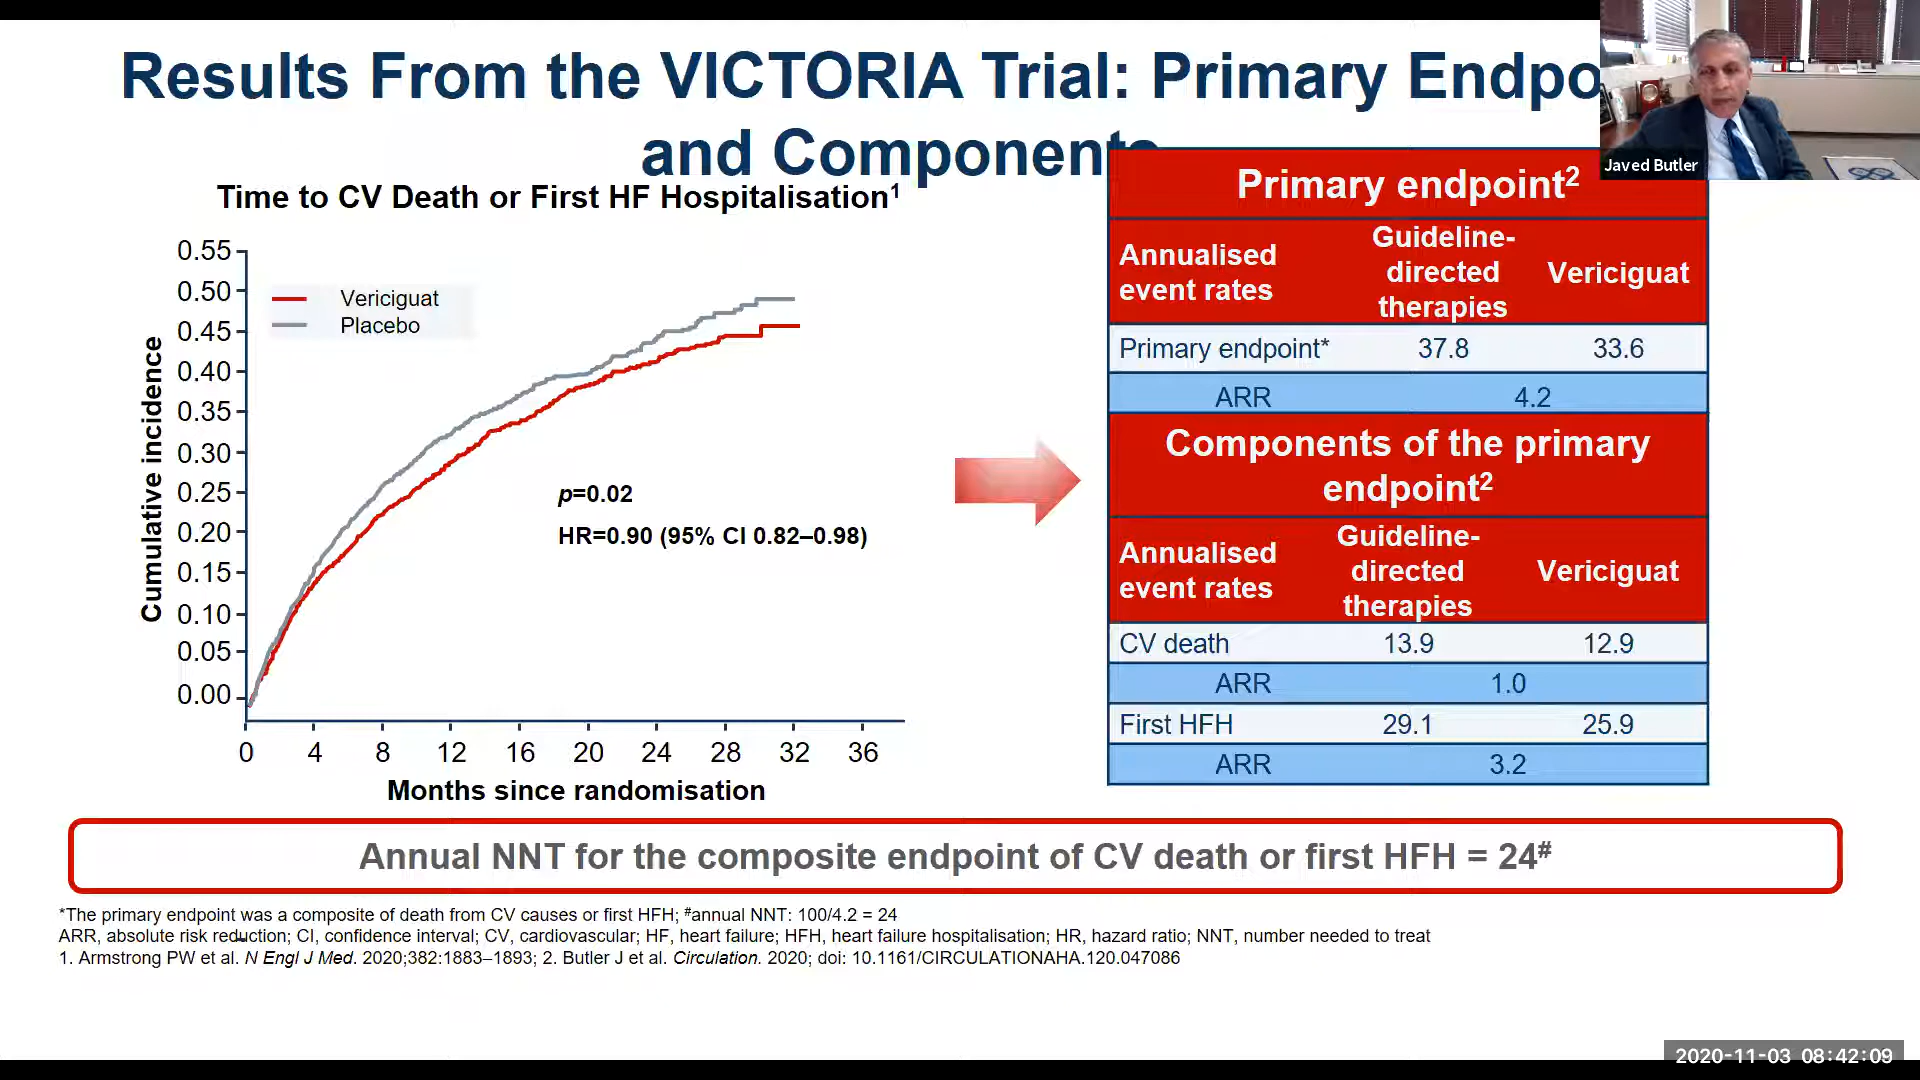 Results From the VICTORIA Trial: Primary Endpo
and Components
Javed Butler
Time to CV Death or First HF Hospitalisation¹
0.55
0.50
0.45
0.40
0.35
0.30
0.25
0.20
0.15
0.10
0.05
0.00
Cumulative incidence
Vericiguat
Placebo
p=0.02
HR=0.90 (95% CI 0.82–0.98)
0 4 8 12 16 20 24 28 32 36
Months since randomisation
Primary endpoint²
Annualised event rates
Guideline-directed therapies
Vericiguat
Primary endpoint* 37.8 33.6
ARR 4.2
Components of the primary
endpoint²
Annualised event rates
Guideline-directed therapies
Vericiguat
CV death 13.9 12.9
ARR 1.0
First HFH 29.1 25.9
ARR 3.2
Annual NNT for the composite endpoint of CV death or first HFH = 24#
*The primary endpoint was a composite of death from CV causes or first HFH; #annual NNT: 100/4.2 = 24
ARR, absolute risk reduction; CI, confidence interval; CV, cardiovascular; HF, heart failure; HFH, heart failure hospitalisation; HR, hazard ratio; NNT, number needed to treat
1. Armstrong PW et al. N Engl J Med. 2020;382:1883–1893; 2. Butler J et al. Circulation. 2020; doi: 10.1161/CIRCULATIONAHA.120.047086
2020-11-03 08:42:09